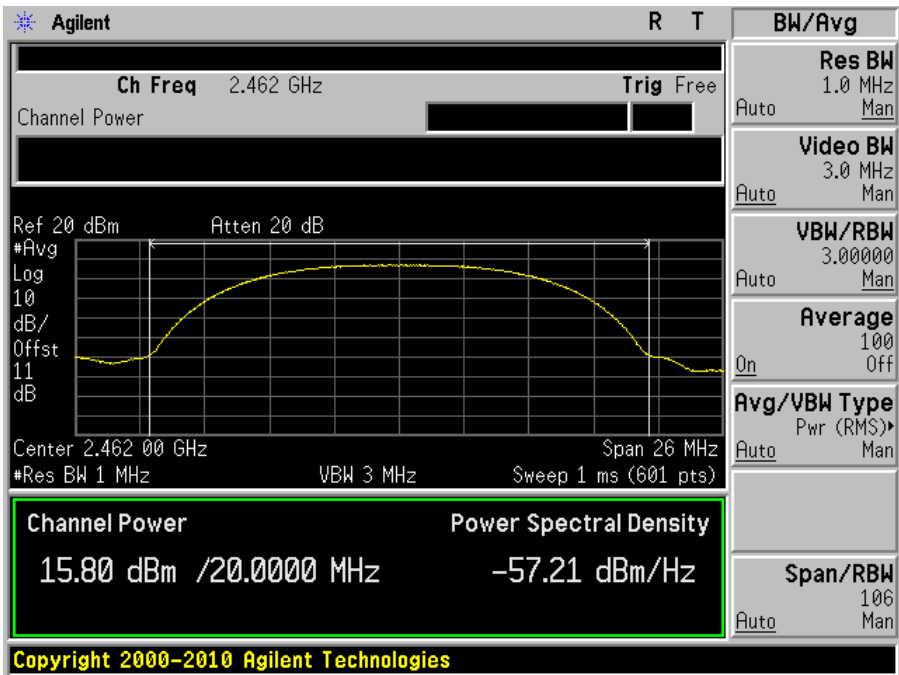 Agilent R T
Ch Freq 2.462 GHz Trig Free
Channel Power
Ref 20 dBm Atten 20 dB
#Avg
Log
10
dB/
Offst
11
dB
Center 2.462 00 GHz Span 26 MHz
#Res BW 1 MHz VBW 3 MHz Sweep 1 ms (601 pts)
Channel Power Power Spectral Density
15.80 dBm /20.0000 MHz -57.21 dBm/Hz
BW/Avg
Res BW
1.0 MHz
Auto Man
Video BW
3.0 MHz
Auto Man
VBW/RBW
3.00000
Auto Man
Average
100
On Off
Avg/VBW Type
Pwr (RMS)▸
Auto Man
Span/RBW
106
Auto Man
Copyright 2000-2010 Agilent Technologies